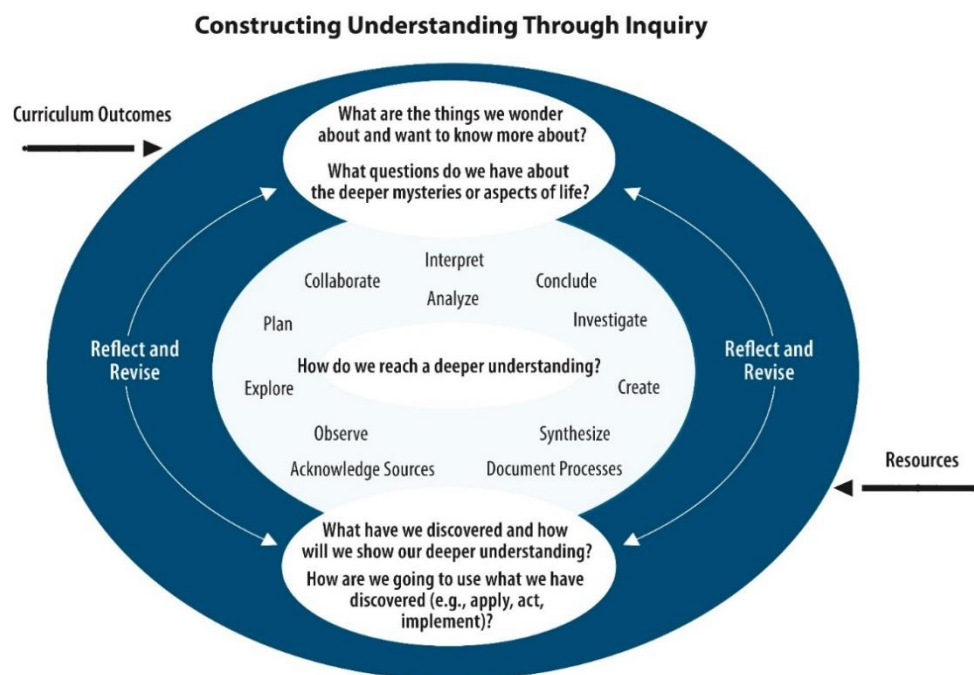 Constructing Understanding Through Inquiry
Curriculum Outcomes
What are the things we wonder
about and want to know more about?
What questions do we have about
the deeper mysteries or aspects of life?
Interpret
Collaborate
Conclude
Analyze
Plan
Investigate
Reflect and
Revise
How do we reach a deeper understanding?
Reflect and
Revise
Explore
Create
Observe
Synthesize
Acknowledge Sources
Document Processes
Resources
What have we discovered and how
will we show our deeper understanding?
How are we going to use what we have
discovered (e.g., apply, act,
implement)?